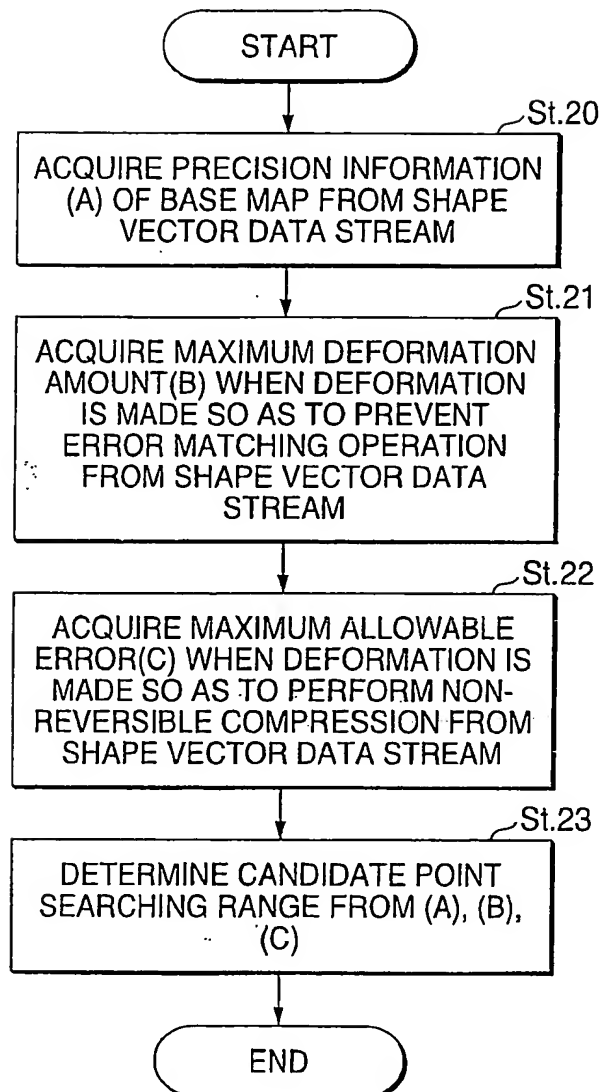 START
St.20
ACQUIRE PRECISION INFORMATION
(A) OF BASE MAP FROM SHAPE
VECTOR DATA STREAM
St.21
ACQUIRE MAXIMUM DEFORMATION
AMOUNT(B) WHEN DEFORMATION
IS MADE SO AS TO PREVENT
ERROR MATCHING OPERATION
FROM SHAPE VECTOR DATA
STREAM
St.22
ACQUIRE MAXIMUM ALLOWABLE
ERROR(C) WHEN DEFORMATION IS
MADE SO AS TO PERFORM NON-
REVERSIBLE COMPRESSION FROM
SHAPE VECTOR DATA STREAM
St.23
DETERMINE CANDIDATE POINT
SEARCHING RANGE FROM (A), (B),
(C)
END